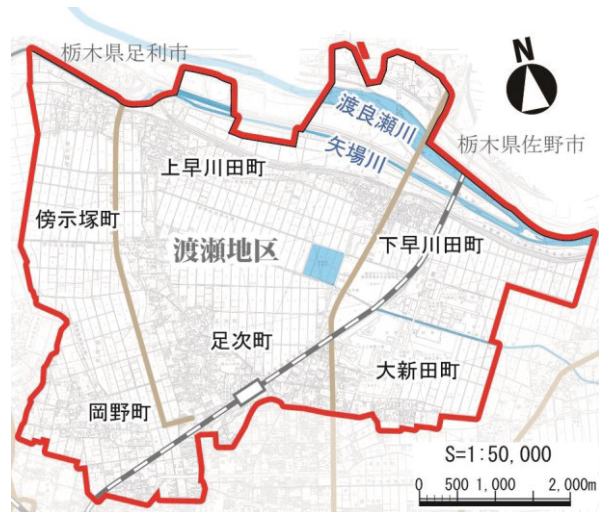 栃木県足利市
N
渡良瀬川
栃木県佐野市
矢場川
上早川田町
傍示塚町
渡瀬地区
下早川田町
足次町
大新田町
岡野町
S=1:50,000
0 500 1,000 2,000m